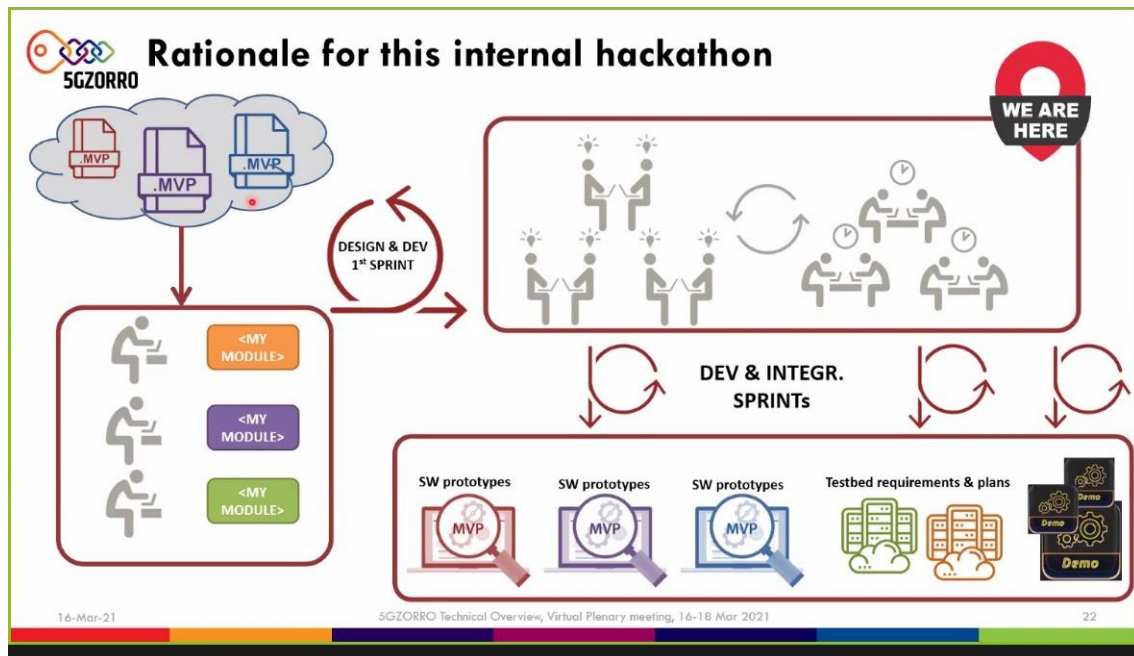 5GZORRO
Rationale for this internal hackathon
WE ARE
HERE
.MVP
.MVP
.MVP
DESIGN & DEV
1st SPRINT
<MY
MODULE>
<MY
MODULE>
<MY
MODULE>
DEV & INTEGR.
SPRINTs
SW prototypes
MVP
SW prototypes
MVP
SW prototypes
MVP
Testbed requirements & plans
Demo
Demo
Demo
16-Mar-21
5GZORRO Technical Overview, Virtual Plenary meeting, 16-18 Mar 2021
22